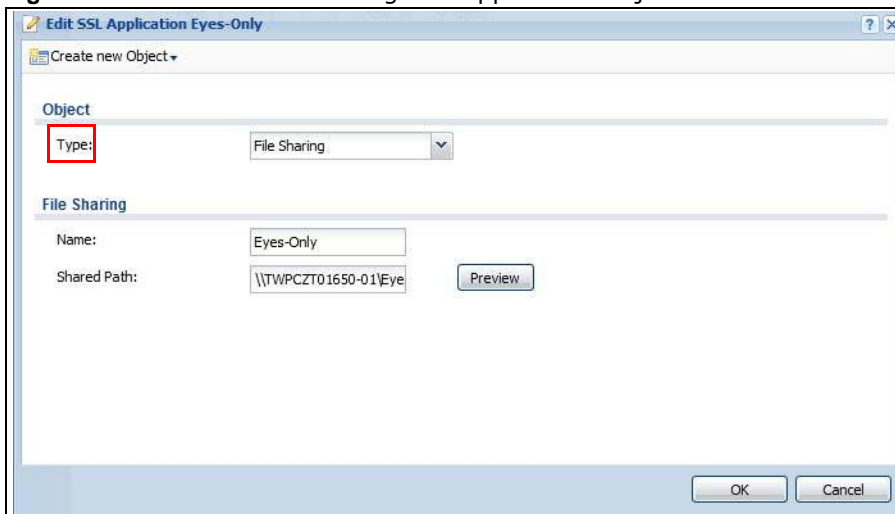 Edit SSL Application Eyes-Only ?
Create new Object
Object
Type: File Sharing
File Sharing
Name: Eyes-Only
Shared Path: \\TWPCZT01650-01\Eye Preview
OK Cancel